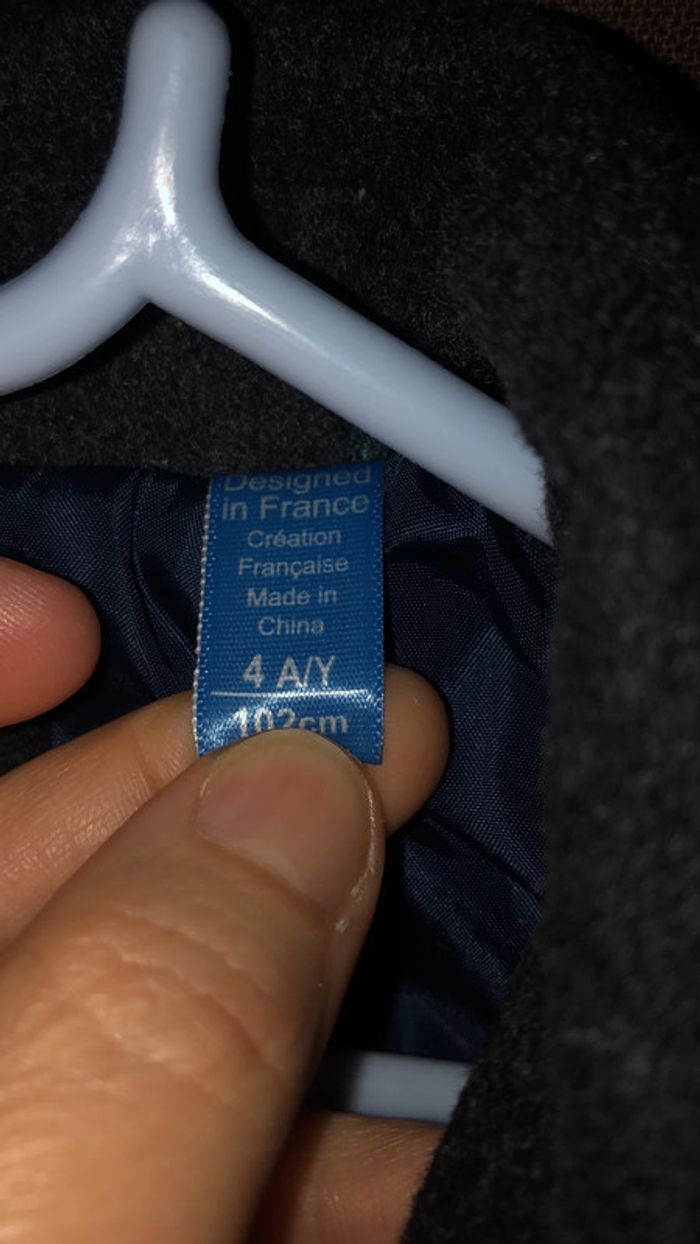 Designed
in France
Création
Française
Made in
China
4 A/Y
102cm